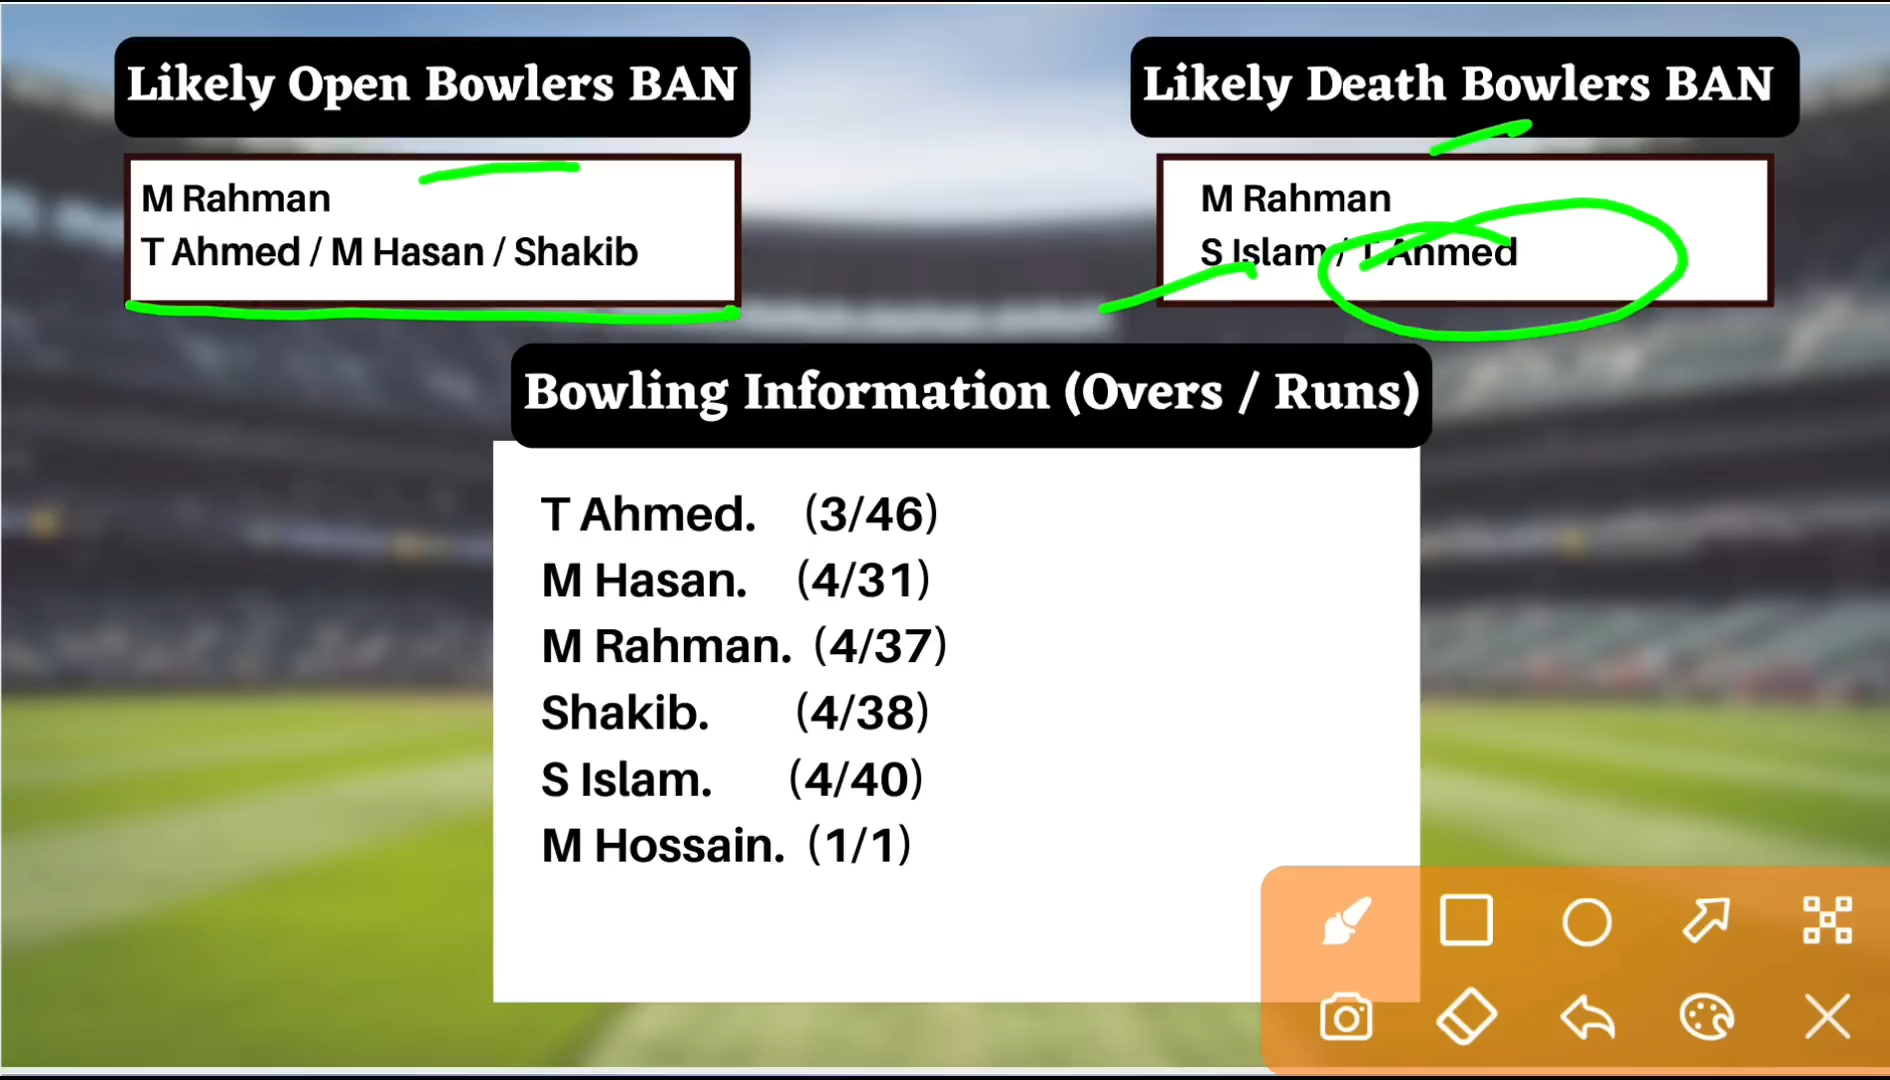 Likely Open Bowlers BAN
M Rahman
T Ahmed / M Hasan / Shakib
Likely Death Bowlers BAN
M Rahman
S Islam / T Ahmed
Bowling Information (Overs / Runs)
T Ahmed. (3/46)
M Hasan. (4/31)
M Rahman. (4/37)
Shakib. (4/38)
S Islam. (4/40)
M Hossain. (1/1)